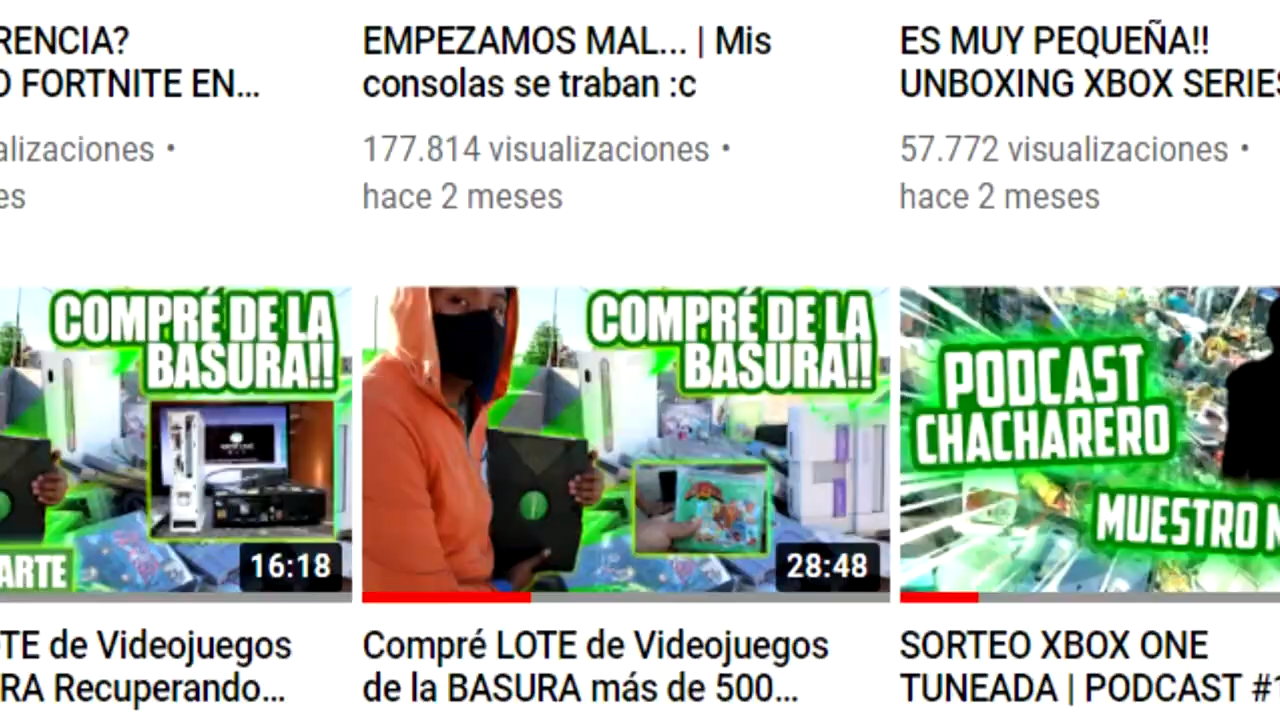 RENCIA?
O FORTNITE EN...
alizaciones •
es
EMPEZAMOS MAL... | Mis
consolas se traban :c
177.814 visualizaciones •
hace 2 meses
ES MUY PEQUEÑA!!
UNBOXING XBOX SERIES
57.772 visualizaciones •
hace 2 meses
COMPRÉ DE LA
BASURA!!
ARTE
16:18
COMPRÉ DE LA
BASURA!!
28:48
PODCAST
CHACHARERO
MUESTRO
TE de Videojuegos
RA Recuperando...
Compré LOTE de Videojuegos
de la BASURA más de 500...
SORTEO XBOX ONE
TUNEADA | PODCAST #1